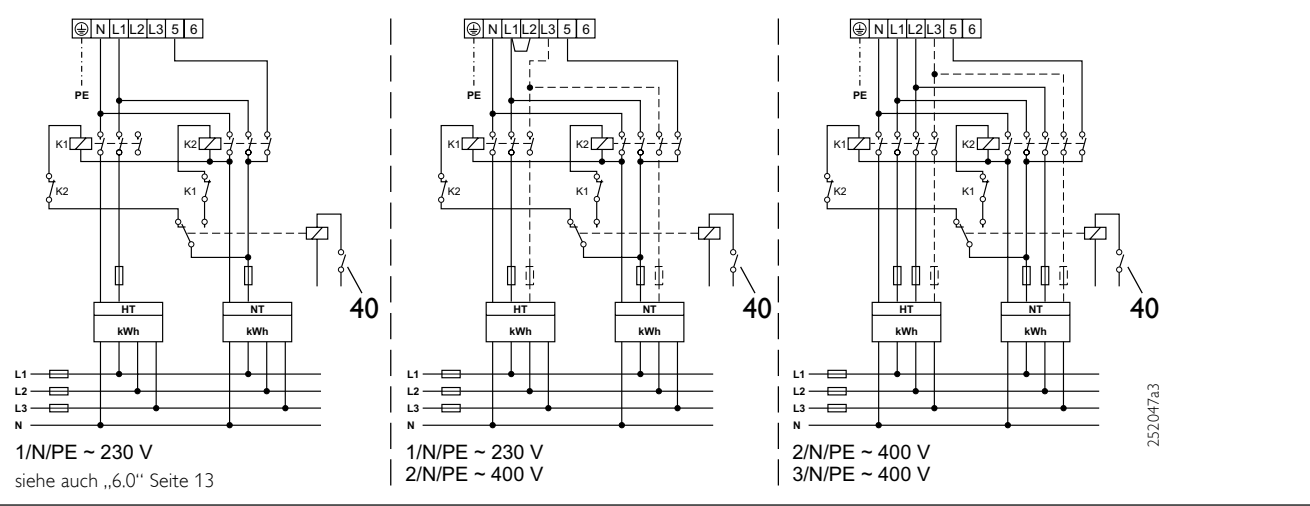 N L1 L2 L3 5 6
PE
K1
K2
K2
K1
40
HT
kWh
NT
kWh
L1
L2
L3
N
1/N/PE ~ 230 V
siehe auch „6.0“ Seite 13
N L1 L2 L3 5 6
PE
K1
K2
K2
K1
40
HT
kWh
NT
kWh
L1
L2
L3
N
1/N/PE ~ 230 V
2/N/PE ~ 400 V
N L1 L2 L3 5 6
PE
K1
K2
K2
K1
40
HT
kWh
NT
kWh
L1
L2
L3
N
2/N/PE ~ 400 V
3/N/PE ~ 400 V
252047a3